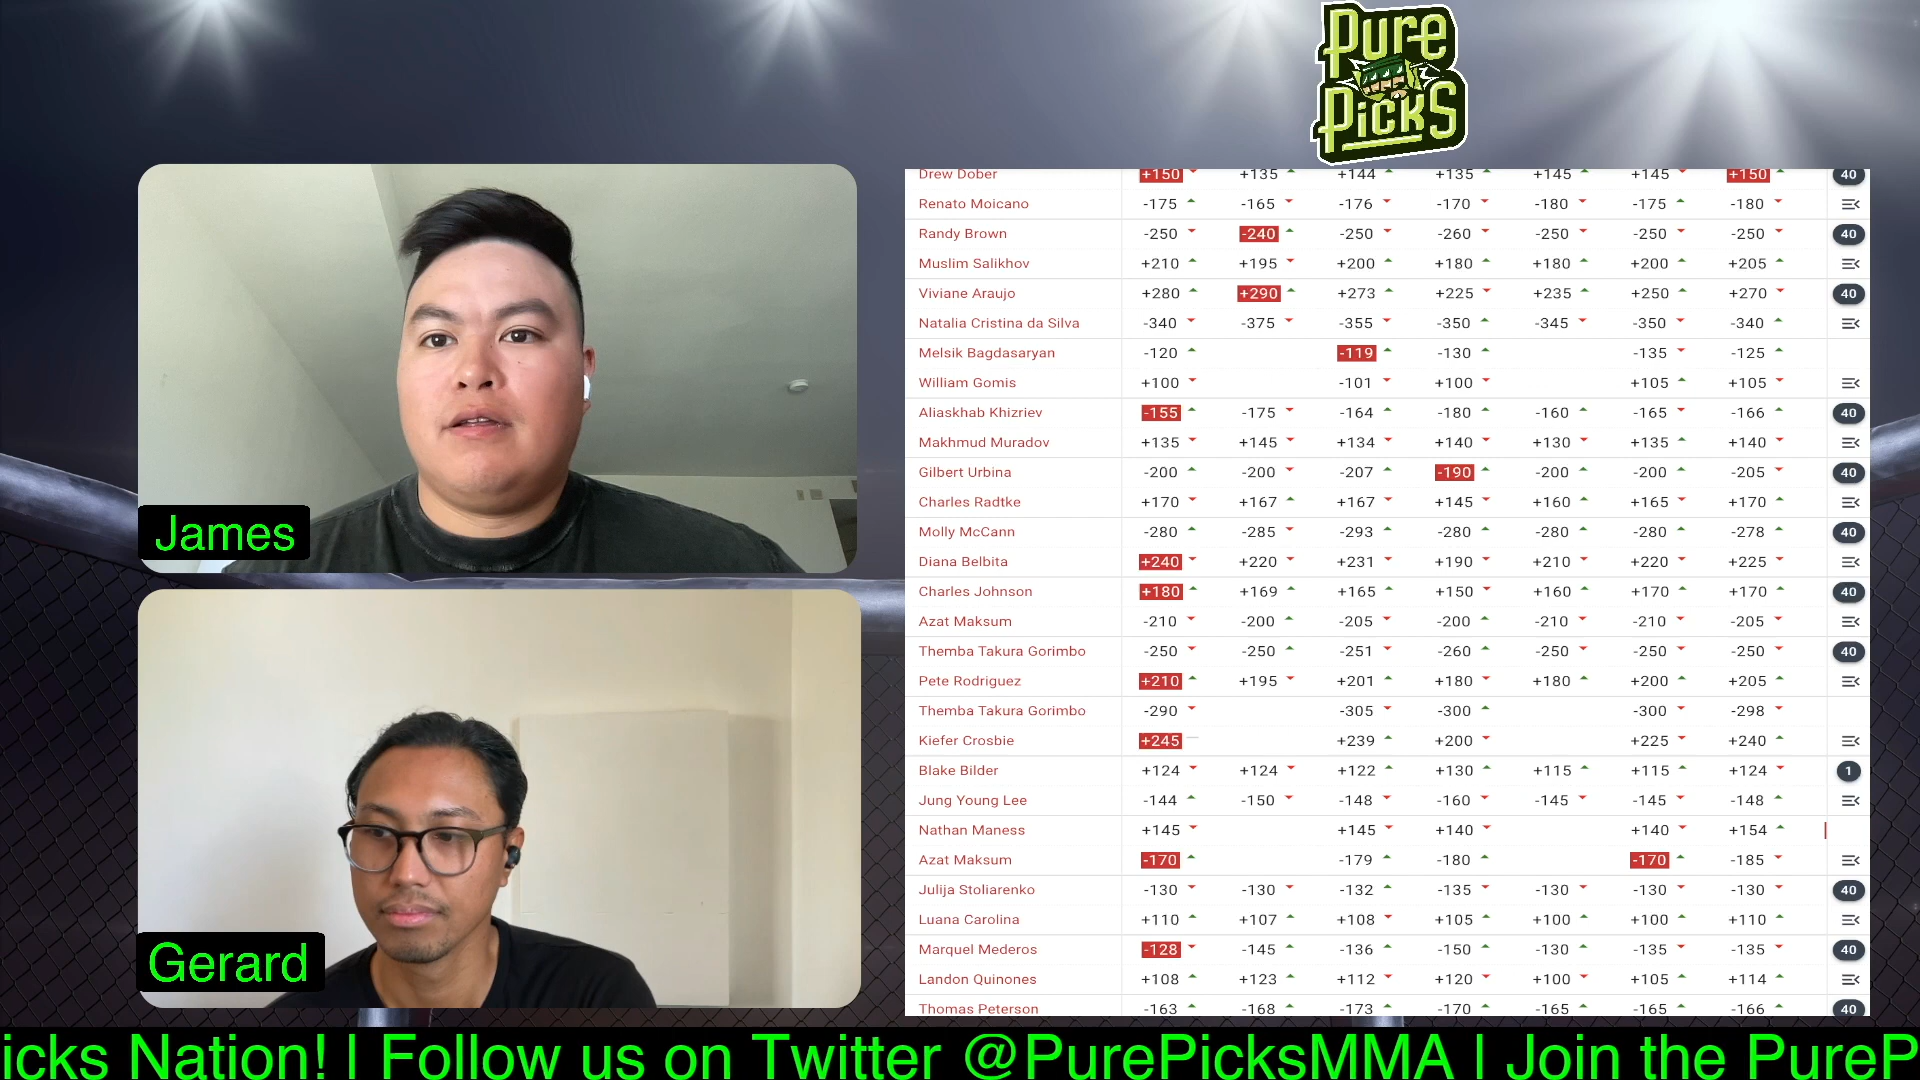 Pure
Picks
James
Gerard
Drew Dober +150 +135 +144 +135 +145 +145 +150 40
Renato Moicano -175 -165 -176 -170 -180 -175 -180
Randy Brown -250 -240 -250 -260 -250 -250 -250 40
Muslim Salikhov +210 +195 +200 +180 +180 +200 +205
Viviane Araujo +280 +290 +273 +225 +235 +250 +270 40
Natalia Cristina da Silva -340 -375 -355 -350 -345 -350 -340
Melsik Bagdasaryan -120 -119 -130 -135 -125
William Gomis +100 -101 +100 +105 +105
Aliaskhab Khizriev -155 -175 -164 -180 -160 -165 -166 40
Makhmud Muradov +135 +145 +134 +140 +130 +135 +140
Gilbert Urbina -200 -200 -207 -190 -200 -200 -205 40
Charles Radtke +170 +167 +167 +145 +160 +165 +170
Molly McCann -280 -285 -293 -280 -280 -280 -278 40
Diana Belbita +240 +220 +231 +190 +210 +220 +225
Charles Johnson +180 +169 +165 +150 +160 +170 +170 40
Azat Maksum -210 -200 -205 -200 -210 -210 -205
Themba Takura Gorimbo -250 -250 -251 -260 -250 -250 -250 40
Pete Rodriguez +210 +195 +201 +180 +180 +200 +205
Themba Takura Gorimbo -290 -305 -300 -300 -298
Kiefer Crosbie +245 +239 +200 +225 +240
Blake Bilder +124 +124 +122 +130 +115 +115 +124 1
Jung Young Lee -144 -150 -148 -160 -145 -145 -148
Nathan Maness +145 +145 +140 +140 +154
Azat Maksum -170 -179 -180 -170 -185
Julija Stoliarenko -130 -130 -132 -135 -130 -130 -130 40
Luana Carolina +110 +107 +108 +105 +100 +100 +110
Marquel Mederos -128 -145 -136 -150 -130 -135 -135 40
Landon Quinones +108 +123 +112 +120 +100 +105 +114
Thomas Peterson -163 -168 -173 -170 -165 -165 -166 40
icks Nation! | Follow us on Twitter @PurePicksMMA | Join the PureP